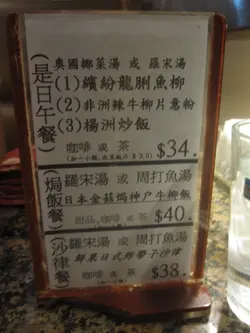 (是日午餐)
奧國椰菜湯 或 羅宋湯
(1)繽紛龍脷魚柳
(2)非洲辣牛柳片意粉
(3)楊洲炒飯
咖啡 或 茶 $34.
(焗飯餐)
羅宋湯 或 周打魚湯
日本金菇焗神户牛柳飯
甜品,咖啡 或 茶 $40.
(沙律餐)
羅宋湯 或 周打魚湯
鮮果日式炸帶子沙律
咖啡 或 茶 $38.